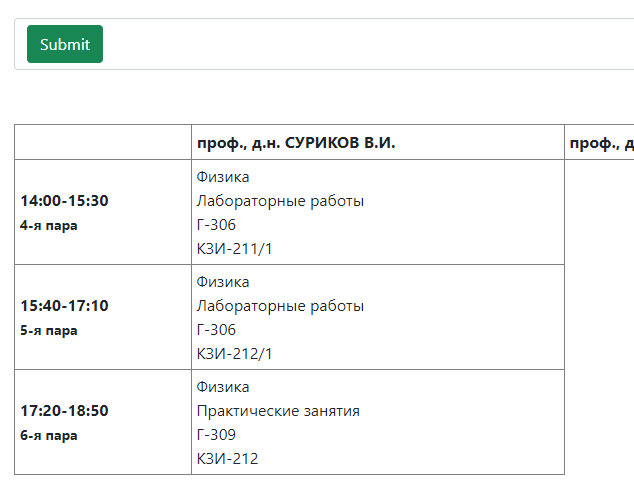 Submit
проф., д.н. СУРИКОВ В.И.
проф., д
14:00-15:30
4-я пара
Физика
Лабораторные работы
Г-306
КЗИ-211/1
15:40-17:10
5-я пара
Физика
Лабораторные работы
Г-306
КЗИ-212/1
17:20-18:50
6-я пара
Физика
Практические занятия
Г-309
КЗИ-212